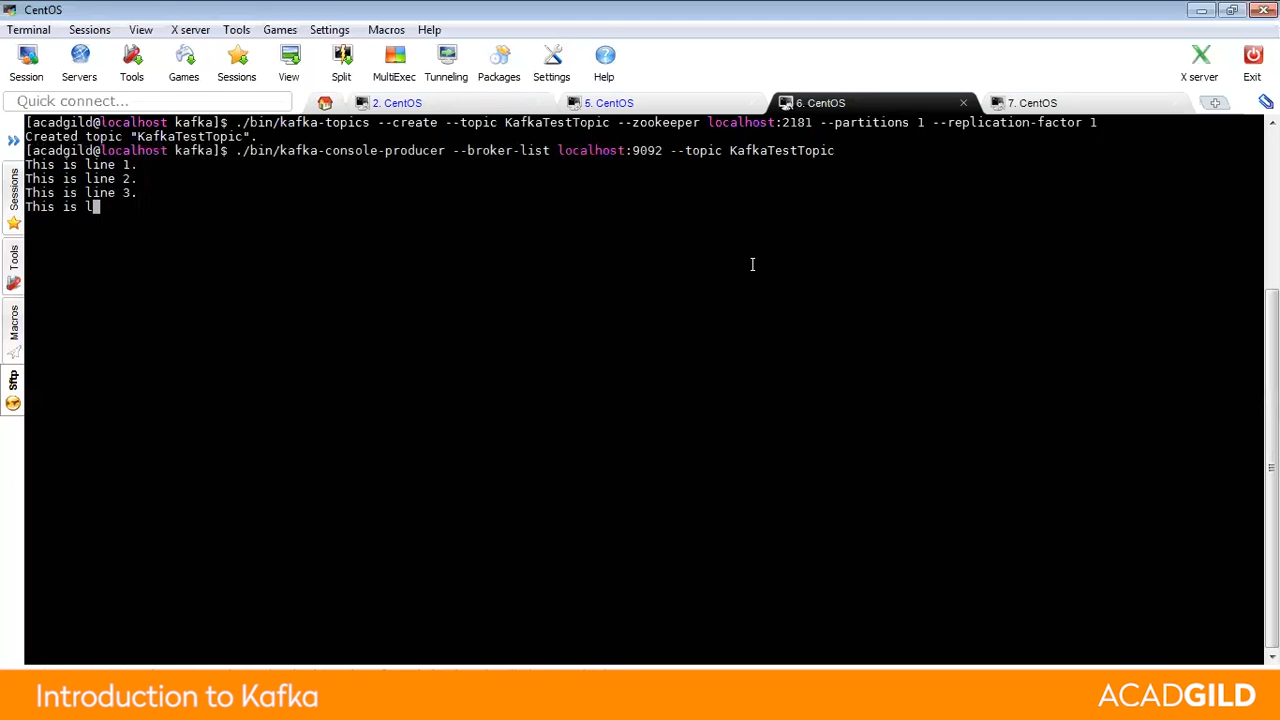 CentOS
Terminal Sessions View X server Tools Games Settings Macros Help
Session Servers Tools Games Sessions View Split MultiExec Tunneling Packages Settings Help X server Exit
Quick connect...
2. CentOS 5. CentOS 6. CentOS 7. CentOS
[acadgild@localhost kafka]$ ./bin/kafka-topics --create --topic KafkaTestTopic --zookeeper localhost:2181 --partitions 1 --replication-factor 1
Created topic "KafkaTestTopic".
[acadgild@localhost kafka]$ ./bin/kafka-console-producer --broker-list localhost:9092 --topic KafkaTestTopic
This is line 1.
This is line 2.
This is line 3.
This is l
Sessions
Tools
Macros
Sftp
Introduction to Kafka
ACADGILD